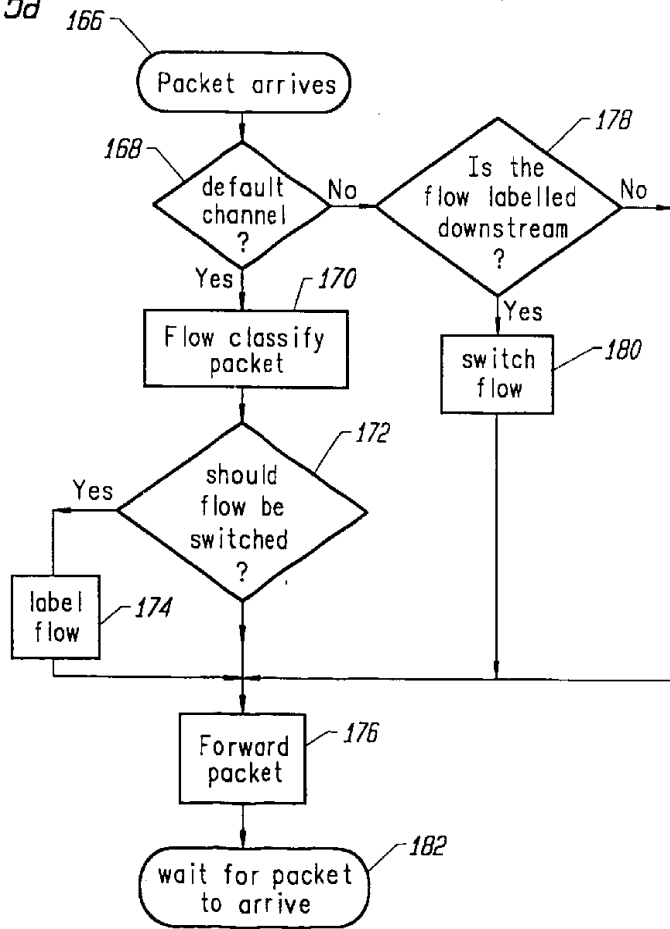 5d
166
Packet arrives
168
default
channel
?
No
Yes
178
Is the
flow labelled
downstream
?
No
Yes
170
Flow classify
packet
180
switch
flow
172
should
flow be
switched
?
Yes
label
flow
174
Forward
packet
176
wait for packet
to arrive
182